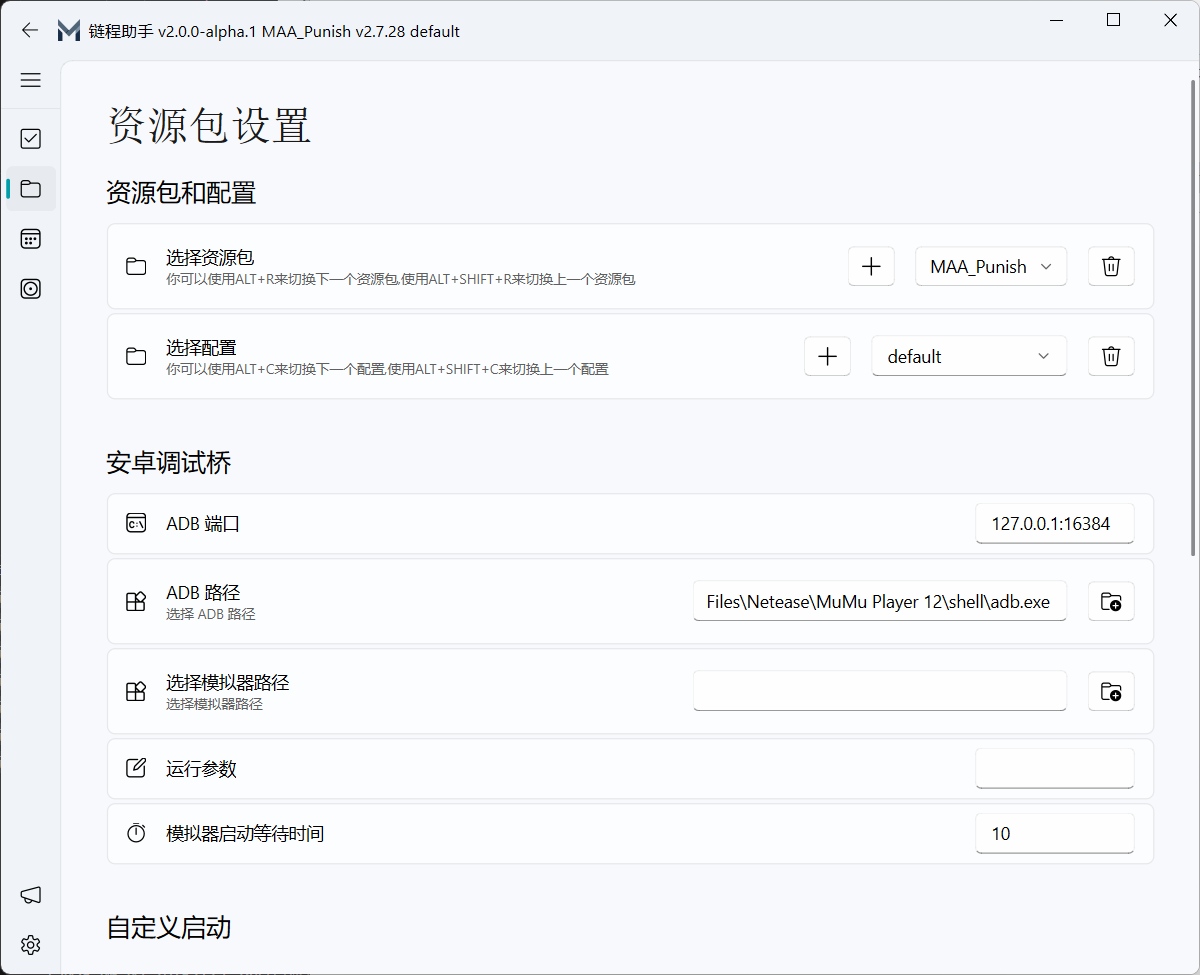 链程助手 v2.0.0-alpha.1 MAA_Punish v2.7.28 default
资源包设置
资源包和配置
选择资源包
你可以使用ALT+R来切换下一个资源包,使用ALT+SHIFT+R来切换上一个资源包
MAA_Punish
选择配置
你可以使用ALT+C来切换下一个配置,使用ALT+SHIFT+C来切换上一个配置
default
安卓调试桥
ADB 端口
127.0.0.1:16384
ADB 路径
选择 ADB 路径
Files\Netease\MuMu Player 12\shell\adb.exe
选择模拟器路径
选择模拟器路径
运行参数
模拟器启动等待时间
10
自定义启动